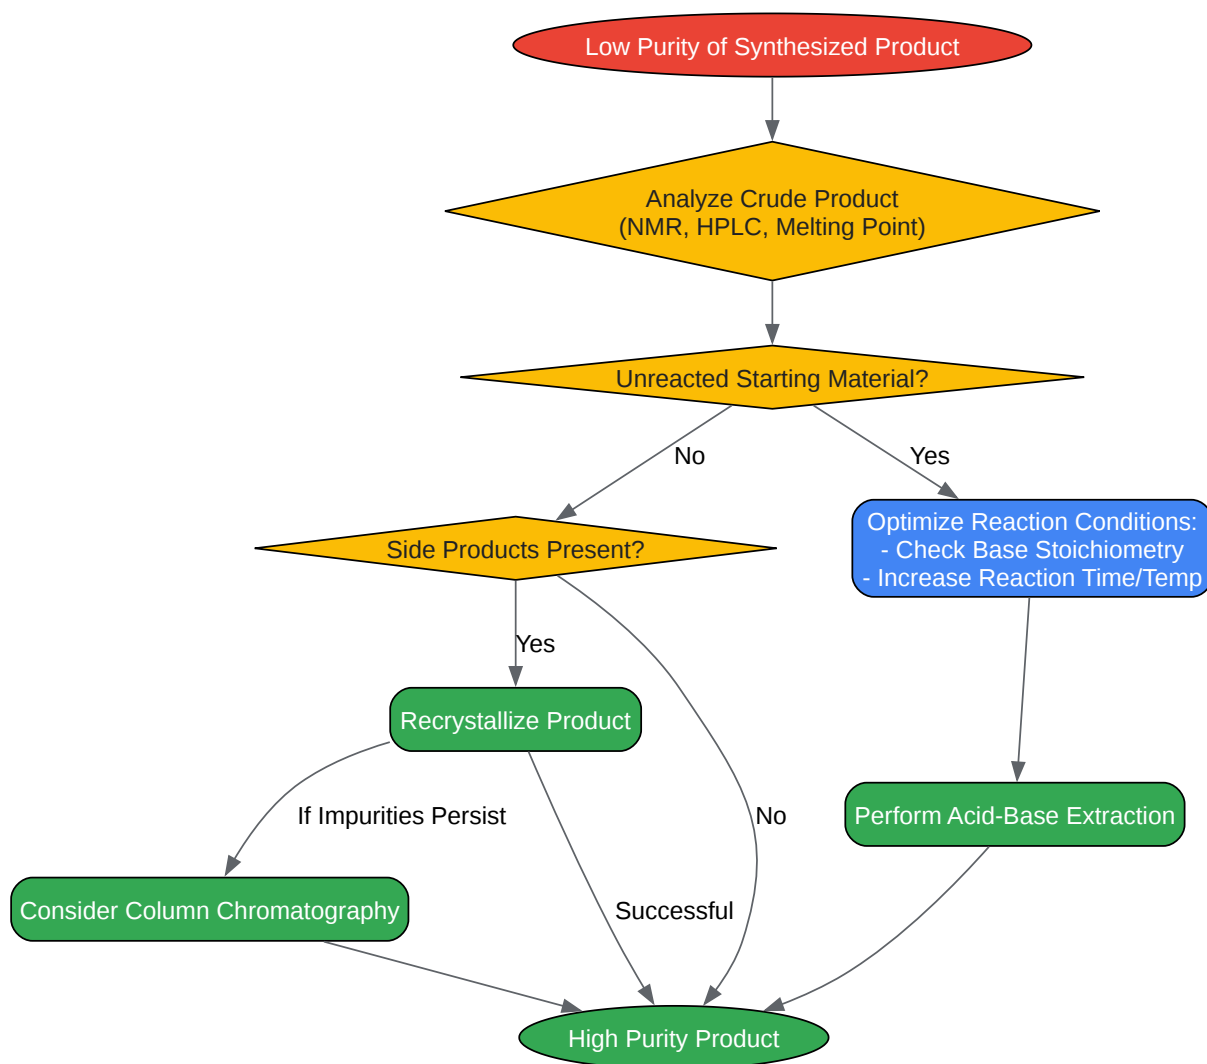 Low Purity of Synthesized Product
Analyze Crude Product
(NMR, HPLC, Melting Point)
Unreacted Starting Material?
No
Yes
Optimize Reaction Conditions:
- Check Base Stoichiometry
- Increase Reaction Time/Temp
Side Products Present?
Yes
Recrystallize Product
If Impurities Persist
No
Perform Acid-Base Extraction
Consider Column Chromatography
Successful
High Purity Product